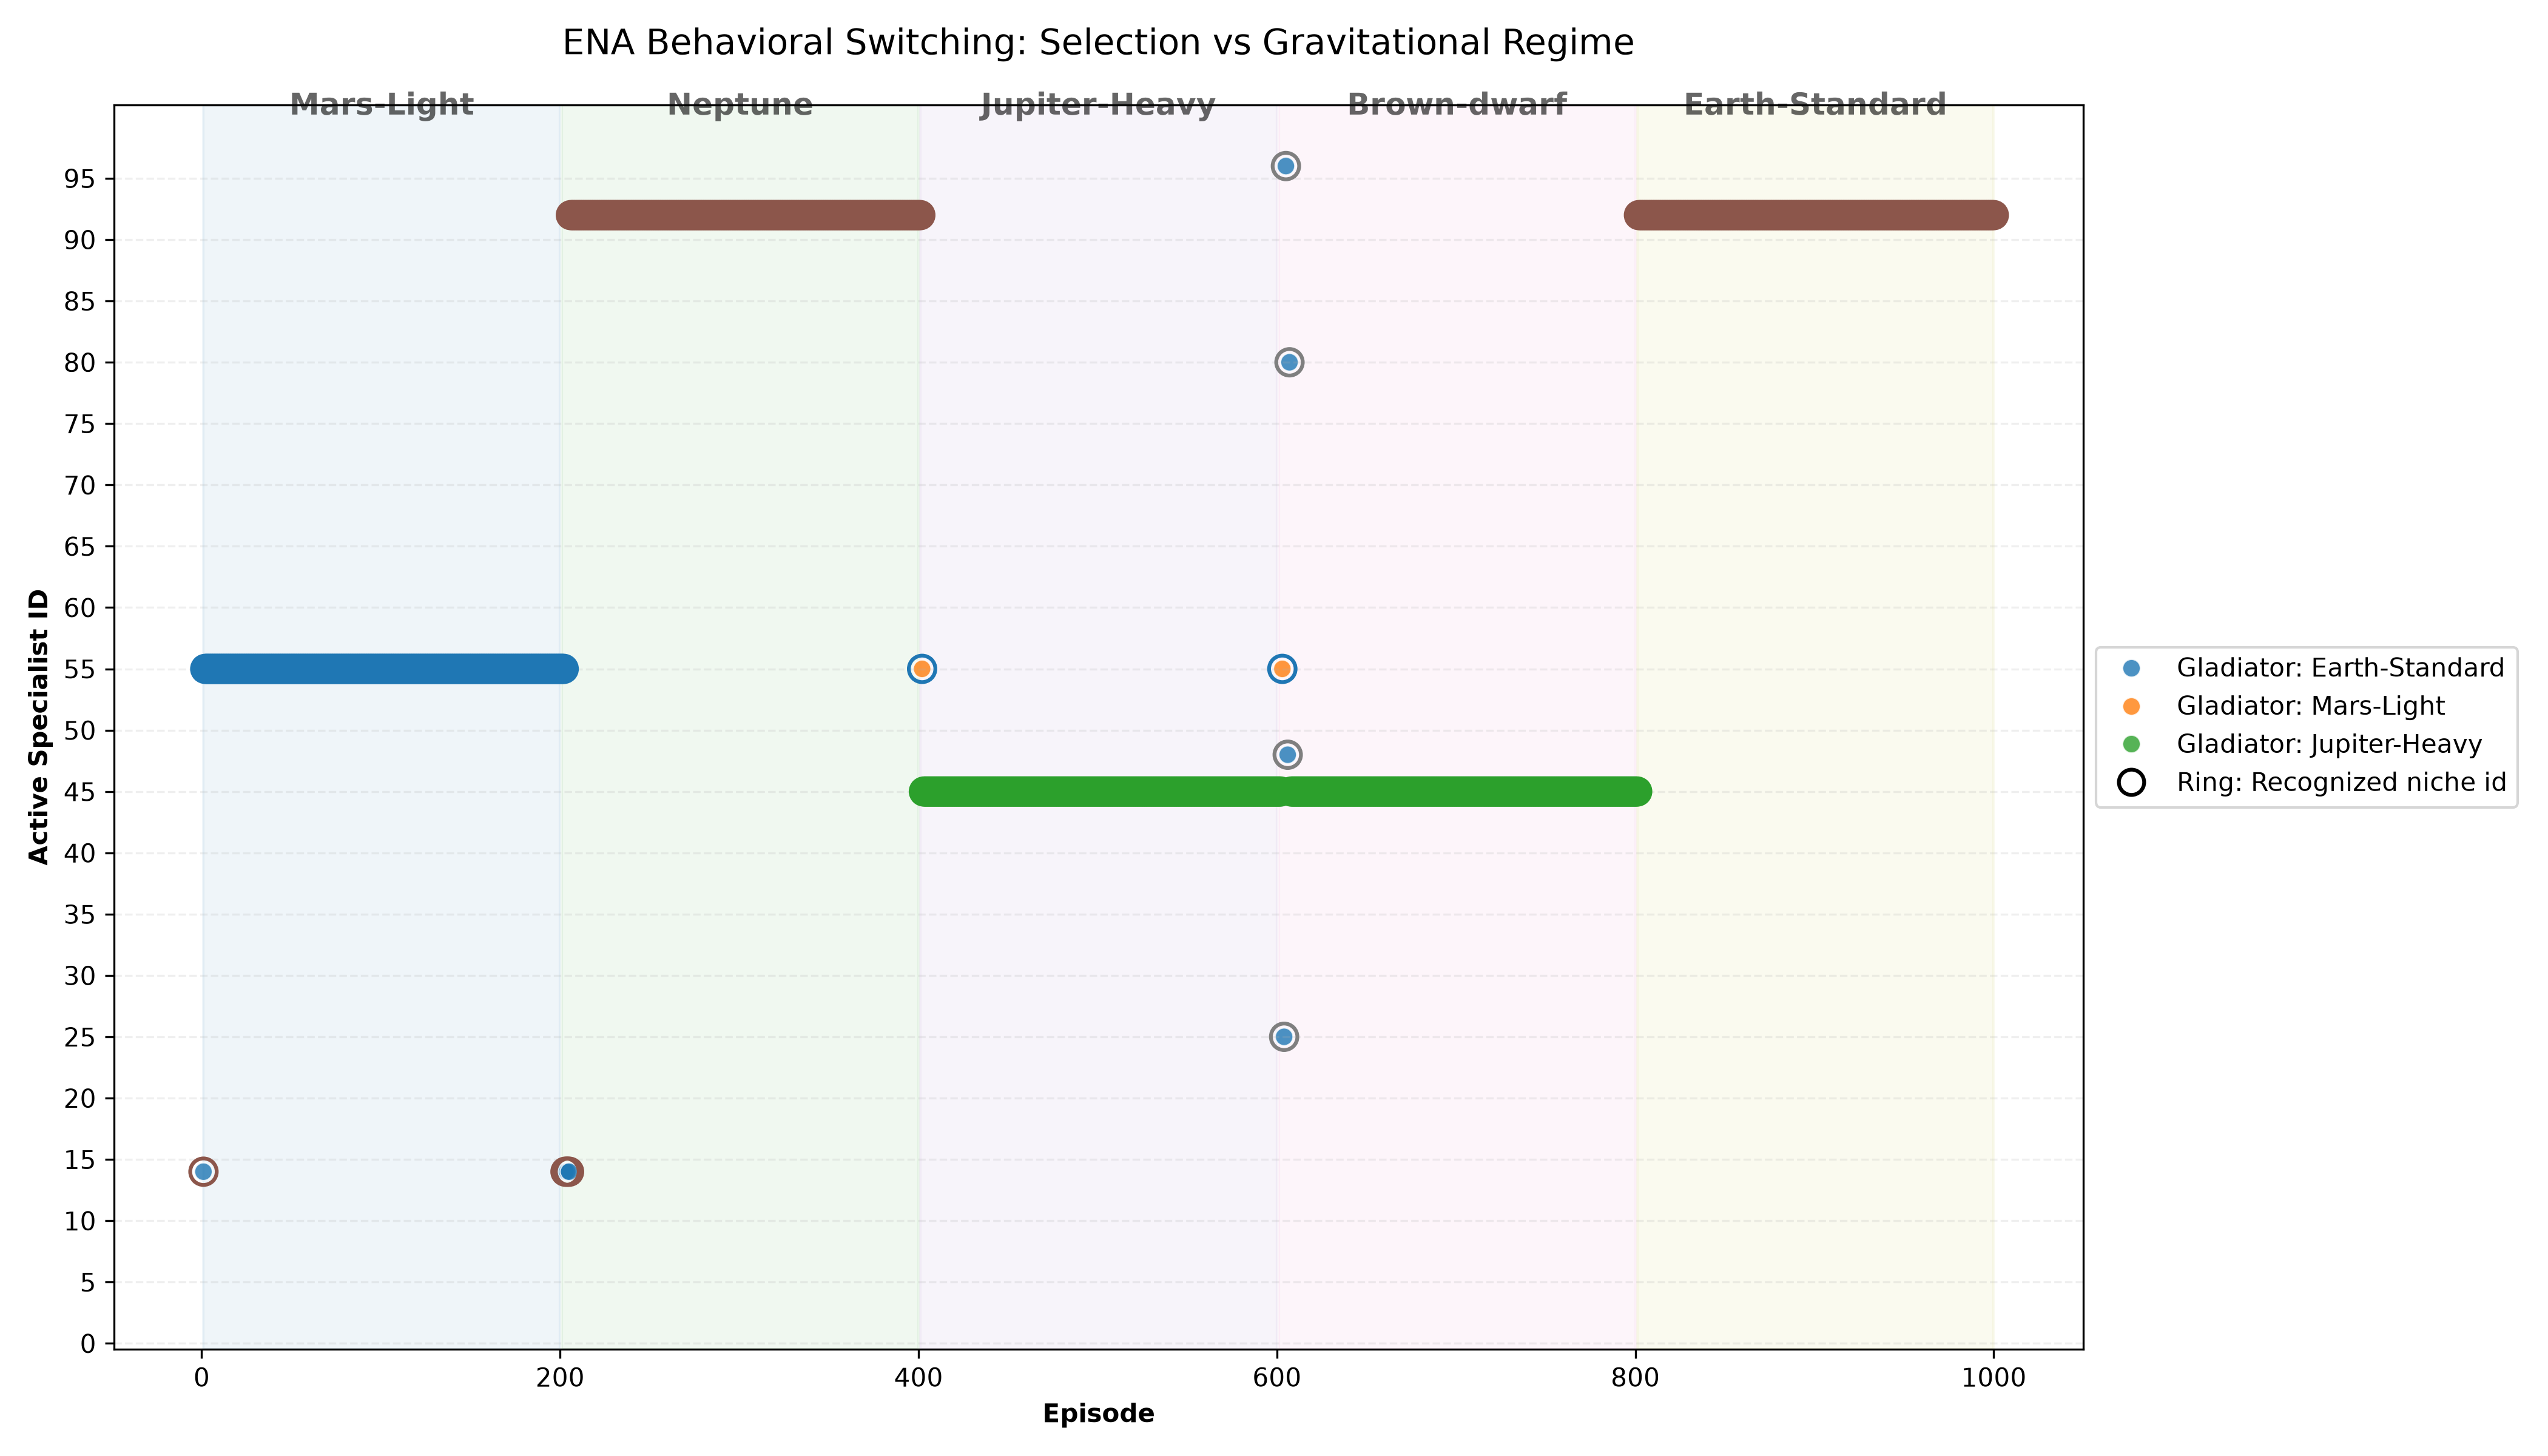 ENA Behavioral Switching: Selection vs Gravitational Regime
Mars-Light Neptune Jupiter-Heavy Brown-dwarf Earth-Standard
95
90
85
80
75
70
65
60
55
50
45
40
35
30
25
20
15
10
5
0
Active Specialist ID
0 200 400 600 800 1000
Episode
Gladiator: Earth-Standard
Gladiator: Mars-Light
Gladiator: Jupiter-Heavy
Ring: Recognized niche id